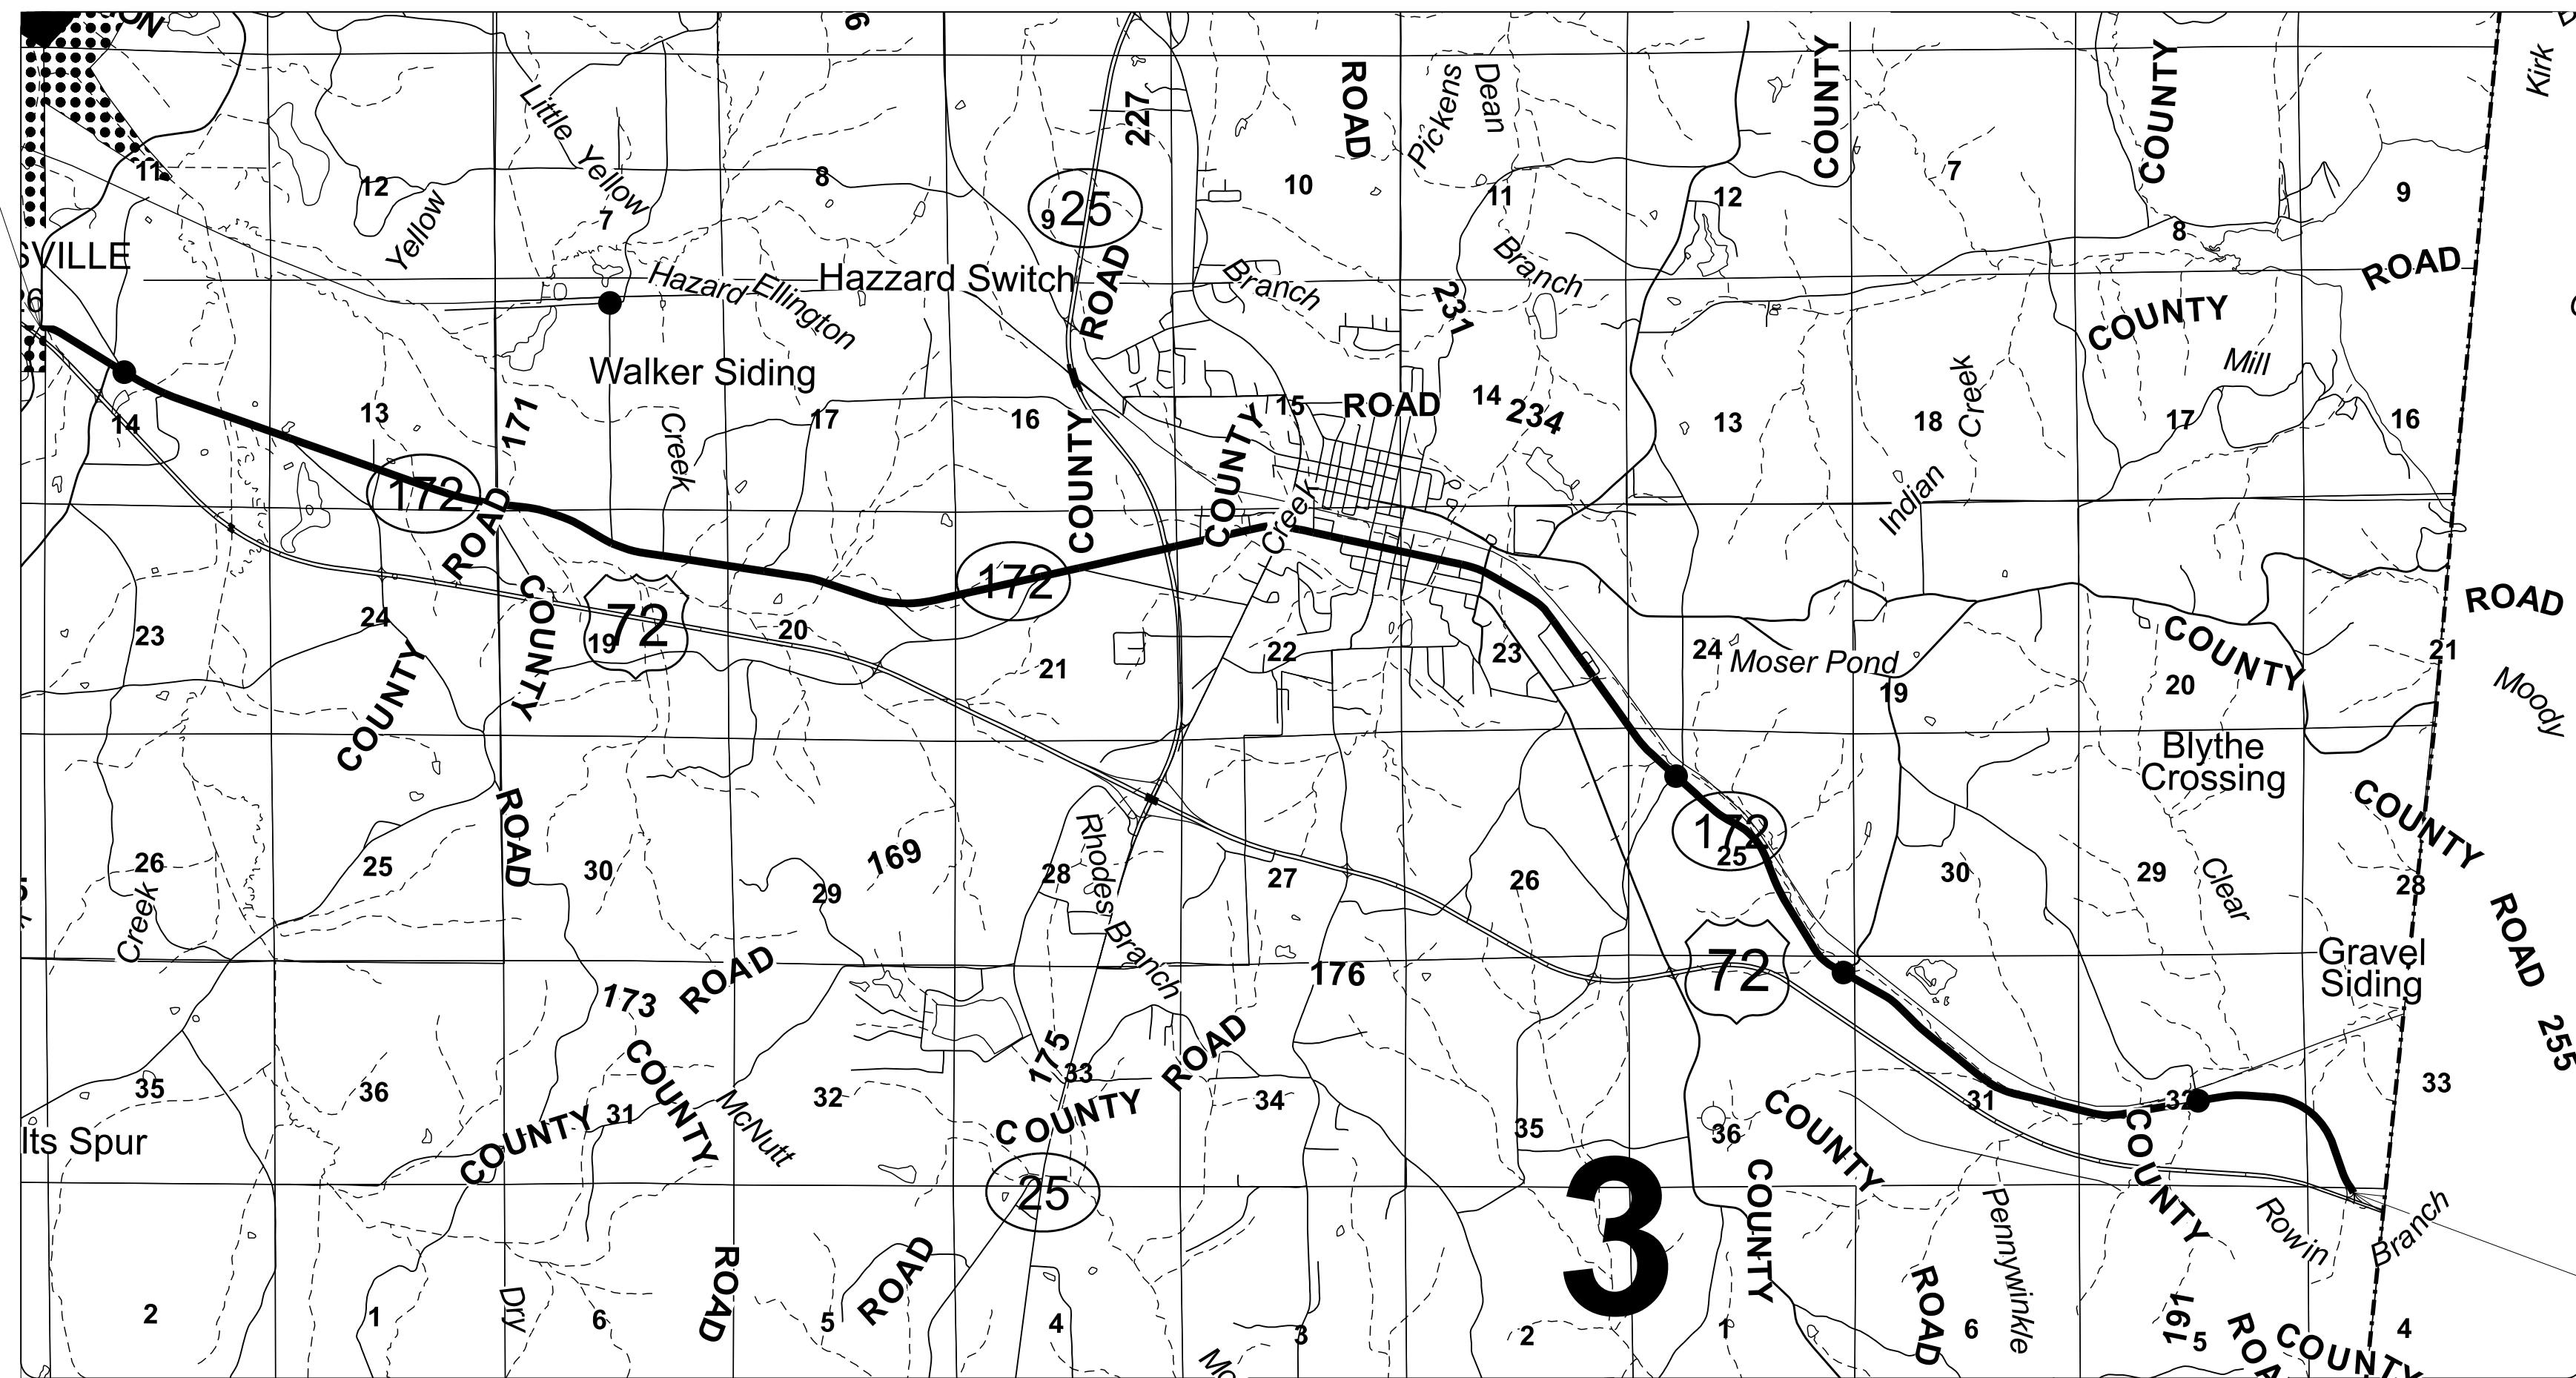 6
227
ROAD
Pickens
Dean
COUNTY
COUNTY
Kirk
Little
Yellow
Yellow
11
12
7
8
9
25
10
11
12
7
8
9
SVILLE
Hazard
Ellington
Hazzard Switch
ROAD
Branch
Branch
231
ROAD
COUNTY
Mill
Walker Siding
14
13
171
Creek
17
16
COUNTY
COUNTY
15
ROAD
14
234
13
18
Creek
17
16
Indian
172
ROAD
Creek
172
COUNTY
72
19
20
21
22
23
24
Moser Pond
19
20
COUNTY
21
ROAD
Moody
23
24
COUNTY
Blythe
Crossing
COUNTY
ROAD
255
ROAD
26
Creek
25
30
29
169
28
Rhodes
Branch
27
26
172
25
30
29
Clear
28
Gravel
Siding
72
173
ROAD
176
175
ROAD
35
36
31
COUNTY
COUNTY
McNutt
32
33
COUNTY
34
35
36
COUNTY
31
32
33
lts Spur
25
3
COUNTY
COUNTY
Pennywinkle
Rowin
Branch
2
1
Dry
6
ROAD
5
ROAD
4
3
2
1
ROAD
6
191
5
COUNTY
4